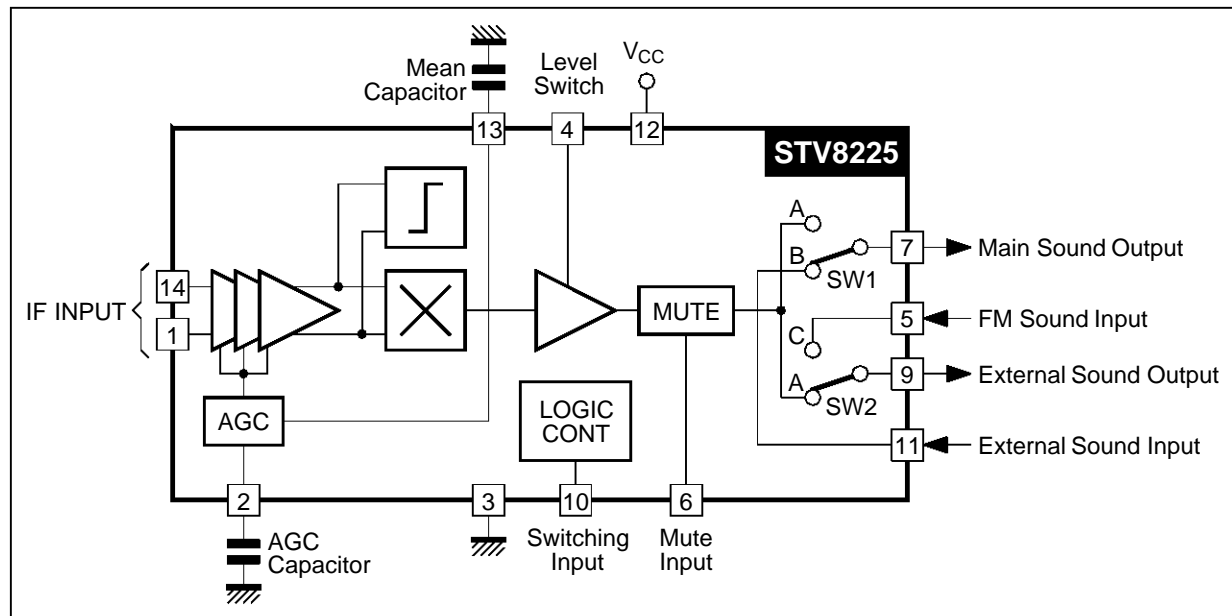 Mean
Capacitor
Level
Switch
VCC
13
4
12
STV8225
A
B
SW1
7
Main Sound Output
IF INPUT
14
1
MUTE
C
5
FM Sound Input
A
SW2
9
External Sound Output
AGC
LOGIC
CONT
11
External Sound Input
2
3
10
6
AGC
Capacitor
Switching
Input
Mute
Input